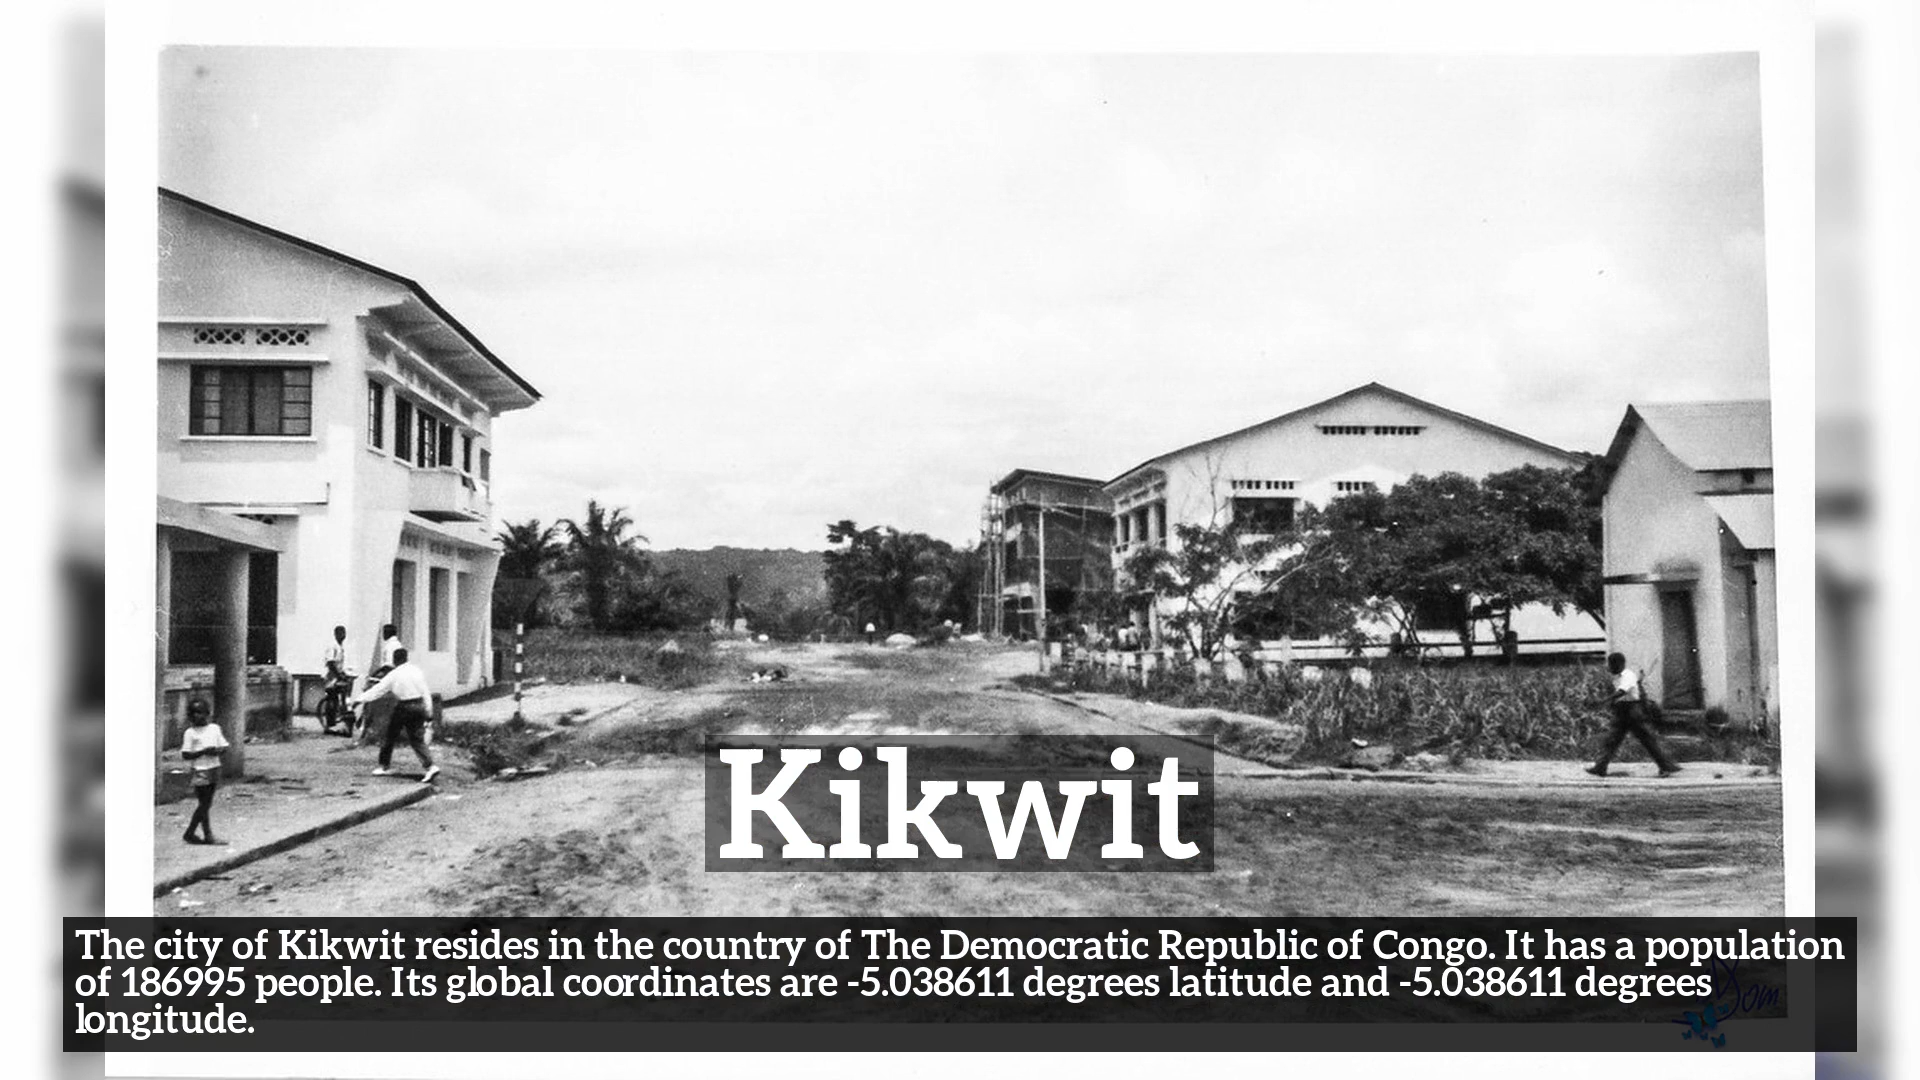 Kikwit
The city of Kikwit resides in the country of The Democratic Republic of Congo. It has a population
of 186995 people. Its global coordinates are -5.038611 degrees latitude and -5.038611 degrees
longitude.